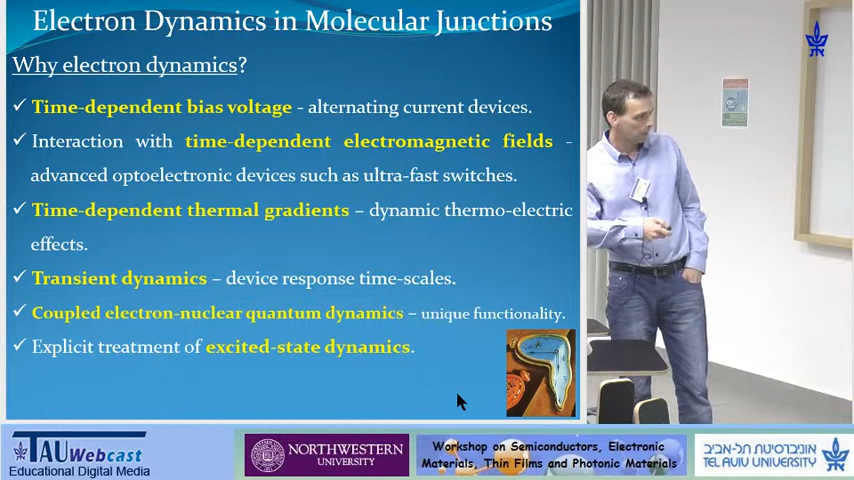 Electron Dynamics in Molecular Junctions
Why electron dynamics?
✓ Time-dependent bias voltage - alternating current devices.
✓ Interaction with time-dependent electromagnetic fields -
advanced optoelectronic devices such as ultra-fast switches.
✓ Time-dependent thermal gradients – dynamic thermo-electric
effects.
✓ Transient dynamics – device response time-scales.
✓ Coupled electron-nuclear quantum dynamics – unique functionality.
✓ Explicit treatment of excited-state dynamics.
TAU Webcast
Educational Digital Media
NORTHWESTERN
UNIVERSITY
Workshop on Semiconductors, Electronic
Materials, Thin Films and Photonic Materials
אוניברסיטת תל-אביב
TEL AVIV UNIVERSITY